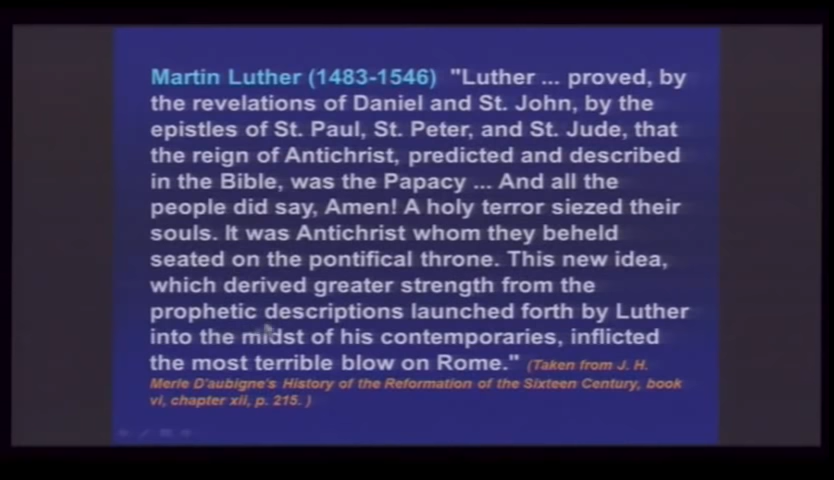 Martin Luther (1483-1546) "Luther ... proved, by
the revelations of Daniel and St. John, by the
epistles of St. Paul, St. Peter, and St. Jude, that
the reign of Antichrist, predicted and described
in the Bible, was the Papacy ... And all the
people did say, Amen! A holy terror siezed their
souls. It was Antichrist whom they beheld
seated on the pontifical throne. This new idea,
which derived greater strength from the
prophetic descriptions launched forth by Luther
into the midst of his contemporaries, inflicted
the most terrible blow on Rome." (Taken from J. H.
Merle D'aubigne's History of the Reformation of the Sixteen Century, book
vi, chapter xii, p. 215. )